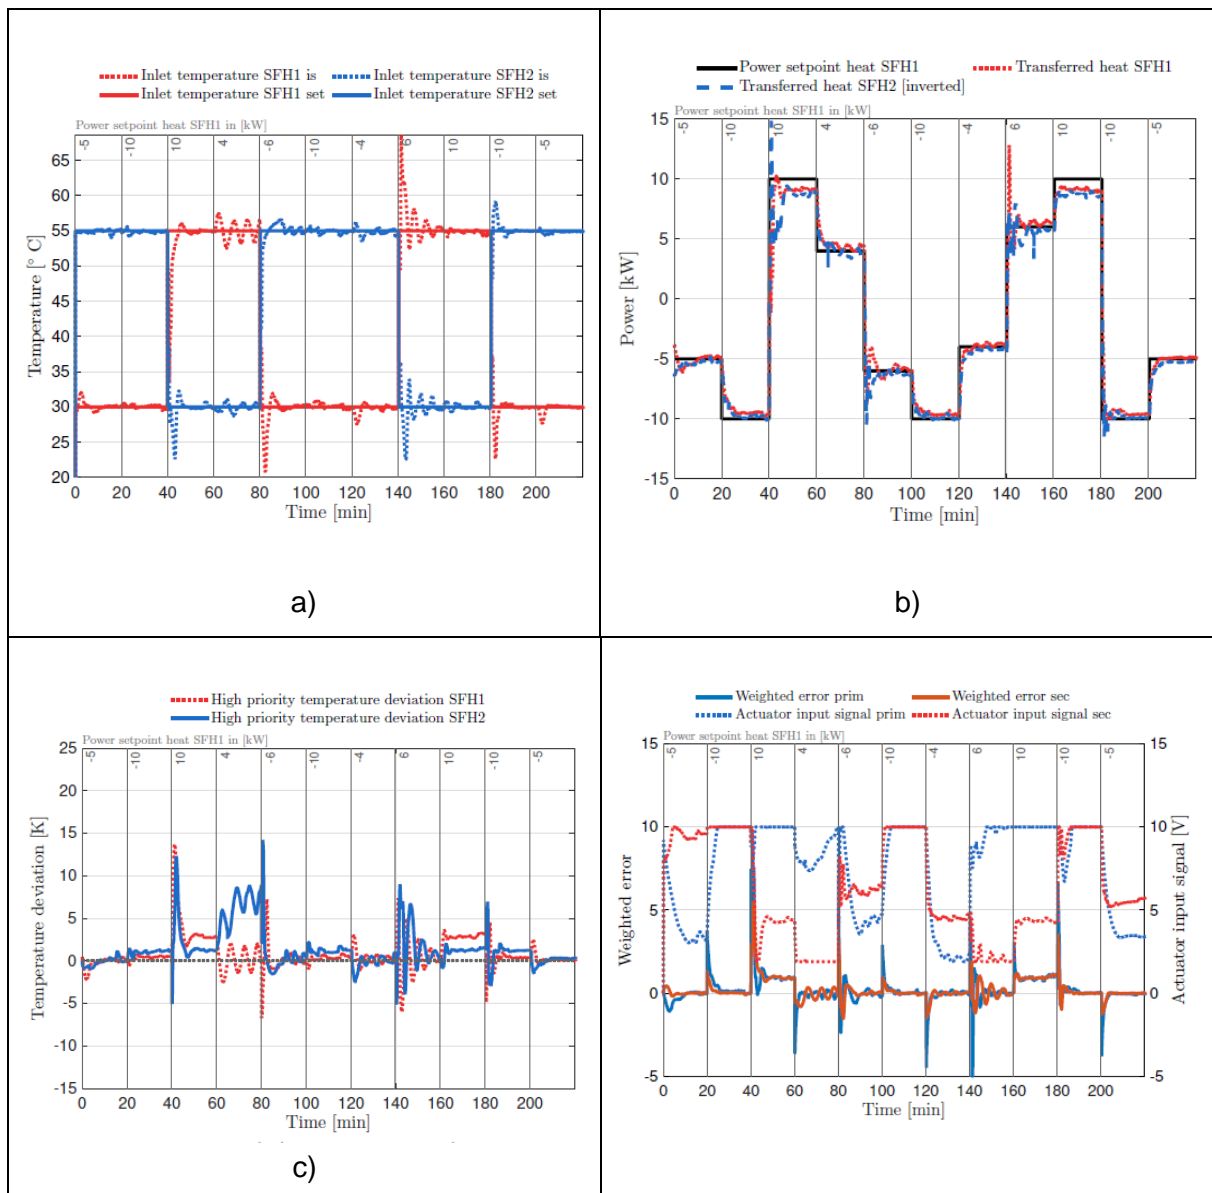 Inlet temperature SFH1 is Inlet temperature SFH2 is
Inlet temperature SFH1 set Inlet temperature SFH2 set
Power setpoint heat SFH1 in [kW]
-5 -10 10 4 -6 -10 -4 6 10 -10 -5
65
60
55
50
45
40
35
30
25
20
Temperature [° C]
0 20 40 60 80 100 120 140 160 180 200
Time [min]
a)
Power setpoint heat SFH1 Transferred heat SFH1
Transferred heat SFH2 [inverted]
Power setpoint heat SFH1 in [kW]
-5 -10 10 4 -6 -10 -4 6 10 -10 -5
15
10
5
0
-5
-10
-15
Power [kW]
0 20 40 60 80 100 120 140 160 180 200
Time [min]
b)
High priority temperature deviation SFH1
High priority temperature deviation SFH2
Power setpoint heat SFH1 in [kW]
-5 -10 10 4 -6 -10 -4 6 10 -10 -5
25
20
15
10
5
0
-5
-10
-15
Temperature deviation [K]
0 20 40 60 80 100 120 140 160 180 200
Time [min]
c)
Weighted error prim Weighted error sec
Actuator input signal prim Actuator input signal sec
Power setpoint heat SFH1 in [kW]
-5 -10 10 4 -6 -10 -4 6 10 -10 -5
15 15
10 10
5 5
0 0
-5 -5
Weighted error
Actuator input signal [V]
0 20 40 60 80 100 120 140 160 180 200
Time [min]